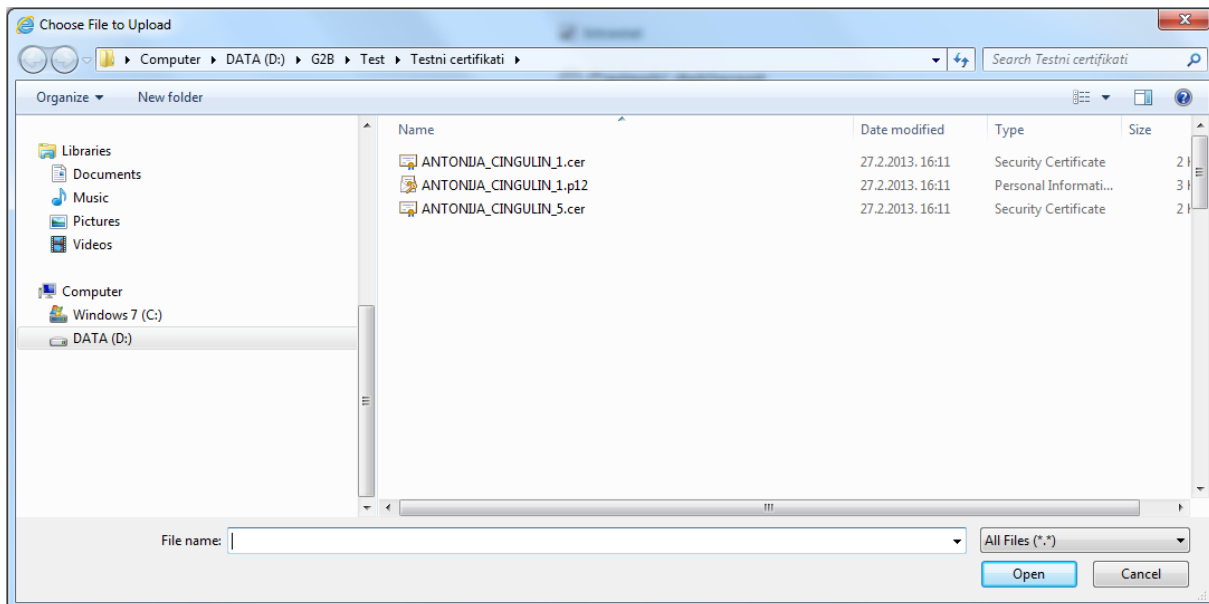 Choose File to Upload
Computer ▸ DATA (D:) ▸ G2B ▸ Test ▸ Testni certifikati ▸
Search Testni certifikati
Organize ▾ New folder
Name Date modified Type Size
Libraries
Documents
Music
Pictures
Videos
Computer
Windows 7 (C:)
DATA (D:)
ANTONIJA_CINGULIN_1.cer 27.2.2013. 16:11 Security Certificate 2
ANTONIJA_CINGULIN_1.p12 27.2.2013. 16:11 Personal Informati... 3
ANTONIJA_CINGULIN_5.cer 27.2.2013. 16:11 Security Certificate 2
File name: All Files (*.*)
Open Cancel